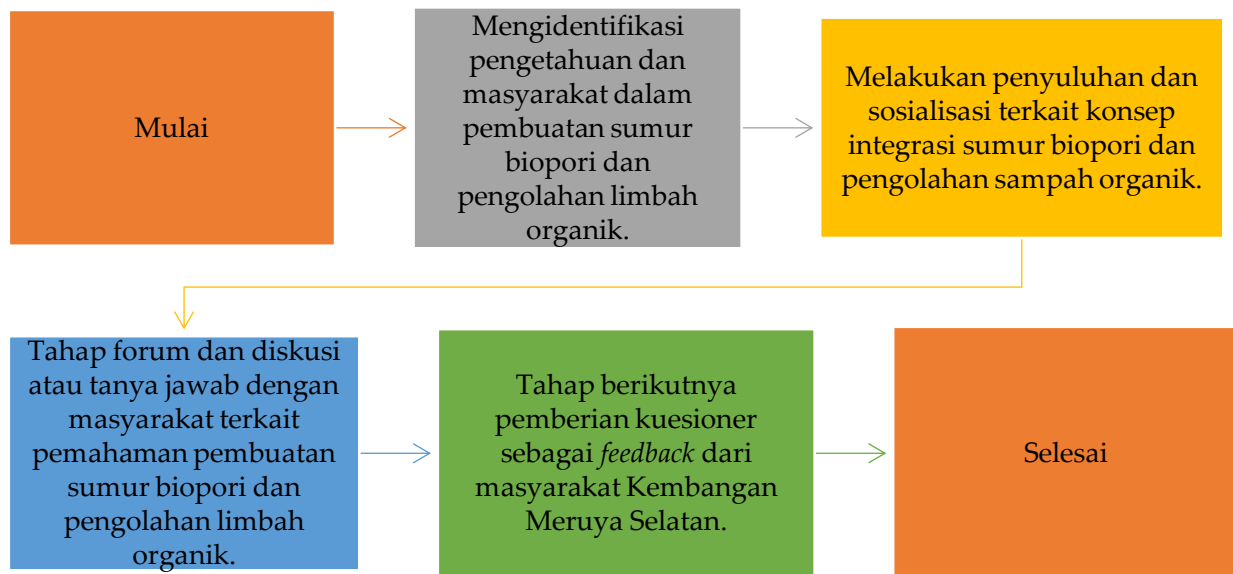 Mulai
Mengidentifikasi
pengetahuan dan
masyarakat dalam
pembuatan sumur
biopori dan
pengolahan limbah
organik.
Melakukan penyuluhan dan
sosialisasi terkait konsep
integrasi sumur biopori dan
pengolahan sampah organik.
Tahap forum dan diskusi
atau tanya jawab dengan
masyarakat terkait
pemahaman pembuatan
sumur biopori dan
pengolahan limbah
organik.
Tahap berikutnya
pemberian kuesioner
sebagai feedback dari
masyarakat Kembangan
Meruya Selatan.
Selesai